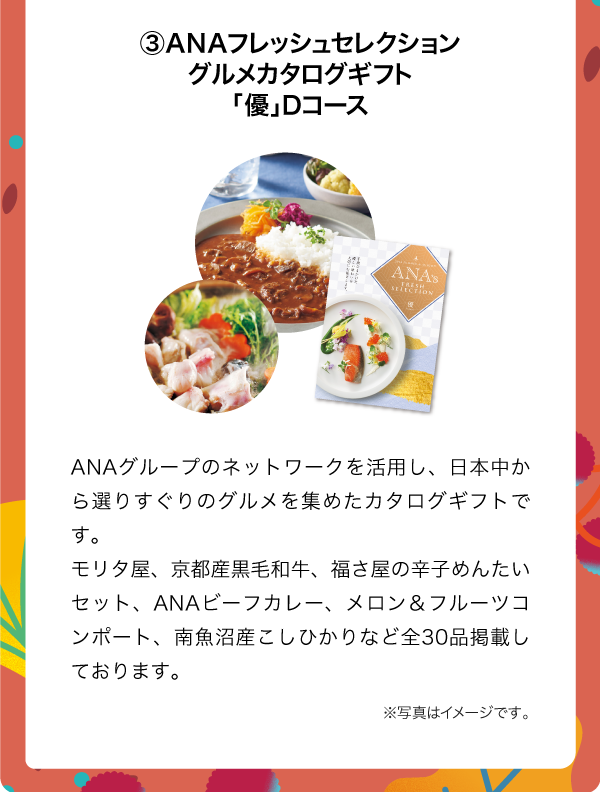 ③ANAフレッシュセレクション
グルメカタログギフト
「優」Dコース
ANA's
FRESH
SELECTION
優
ANAグループのネットワークを活用し、日本中か
ら選りすぐりのグルメを集めたカタログギフトで
す。
モリタ屋、京都産黒毛和牛、福さ屋の辛子めんたい
セット、ANAビーフカレー、メロン＆フルーツコ
ンポート、南魚沼産こしひかりなど全30品掲載し
ております。
※写真はイメージです。